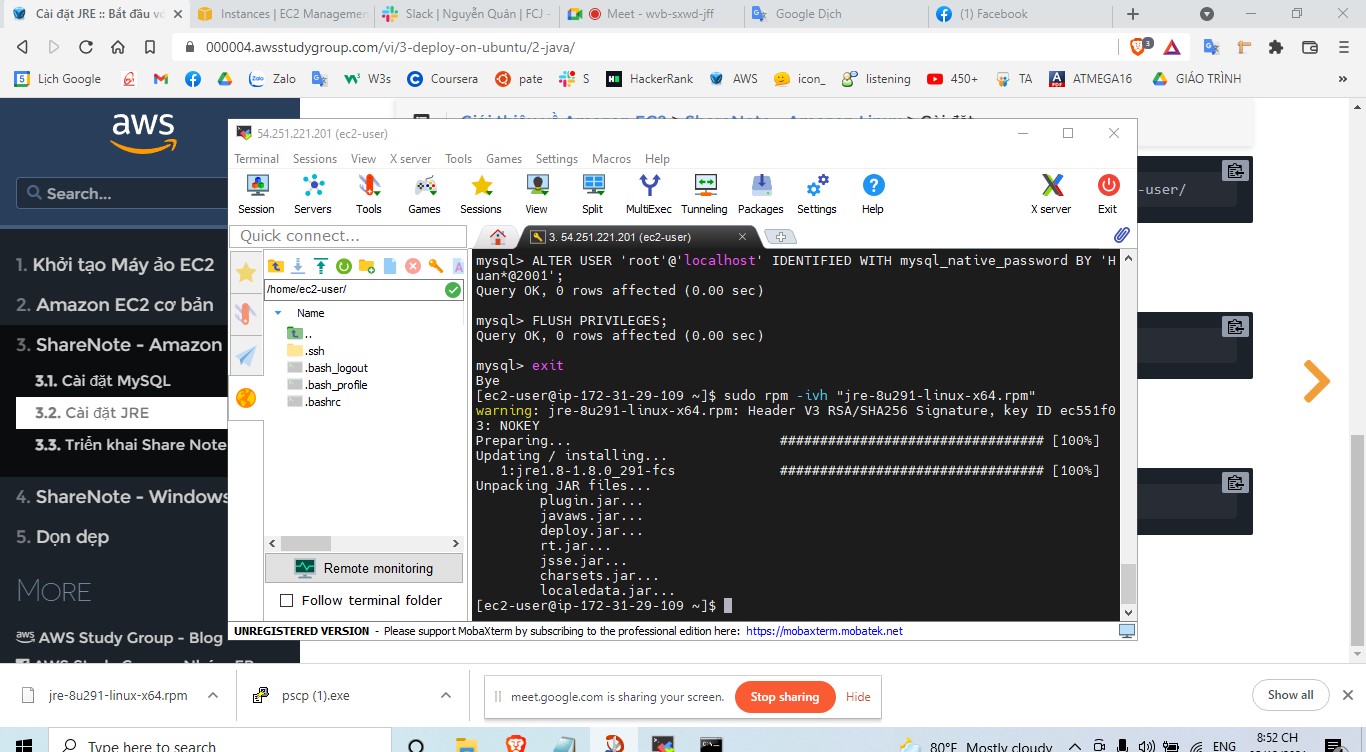 Cài đặt JRE :: Bắt đầu vớ
Instances | EC2 Managemen
Slack | Nguyễn Quân | FCJ -
Meet - wvb-sxwd-jff
Google Dịch
(1) Facebook
000004.awsstudygroup.com/vi/3-deploy-on-ubuntu/2-java/
3
Lịch Google
Zalo
W3s
Coursera
pate
S
HackerRank
AWS
icon_
listening
450+
TA
ATMEGA16
GIÁO TRÌNH
aws
Search...
1. Khởi tạo Máy ảo EC2
2. Amazon EC2 cơ bản
3. ShareNote - Amazon
3.1. Cài đặt MySQL
3.2. Cài đặt JRE
3.3. Triển khai Share Note
4. ShareNote - Windows
5. Dọn dẹp
MORE
aws AWS Study Group - Blog
-user/
54.251.221.201 (ec2-user)
Terminal Sessions View X server Tools Games Settings Macros Help
Session Servers Tools Games Sessions View Split MultiExec Tunneling Packages Settings Help X server Exit
Quick connect...
3. 54.251.221.201 (ec2-user)
/home/ec2-user/
Name
..
.ssh
.bash_logout
.bash_profile
.bashrc
Remote monitoring
Follow terminal folder
mysql> ALTER USER 'root'@'localhost' IDENTIFIED WITH mysql_native_password BY 'H
uan*@2001';
Query OK, 0 rows affected (0.00 sec)
mysql> FLUSH PRIVILEGES;
Query OK, 0 rows affected (0.00 sec)
mysql> exit
Bye
[ec2-user@ip-172-31-29-109 ~]$ sudo rpm -ivh "jre-8u291-linux-x64.rpm"
warning: jre-8u291-linux-x64.rpm: Header V3 RSA/SHA256 Signature, key ID ec551f0
3: NOKEY
Preparing... ################################# [100%]
Updating / installing...
1:jre1.8-1.8.0_291-fcs ################################# [100%]
Unpacking JAR files...
plugin.jar...
javaws.jar...
deploy.jar...
rt.jar...
jsse.jar...
charsets.jar...
localedata.jar...
[ec2-user@ip-172-31-29-109 ~]$
UNREGISTERED VERSION - Please support MobaXterm by subscribing to the professional edition here: https://mobaxterm.mobatek.net
jre-8u291-linux-x64.rpm
pscp (1).exe
meet.google.com is sharing your screen.
Stop sharing
Hide
Show all
Type here to search
80°F Mostly cloudy
ENG
8:52 CH